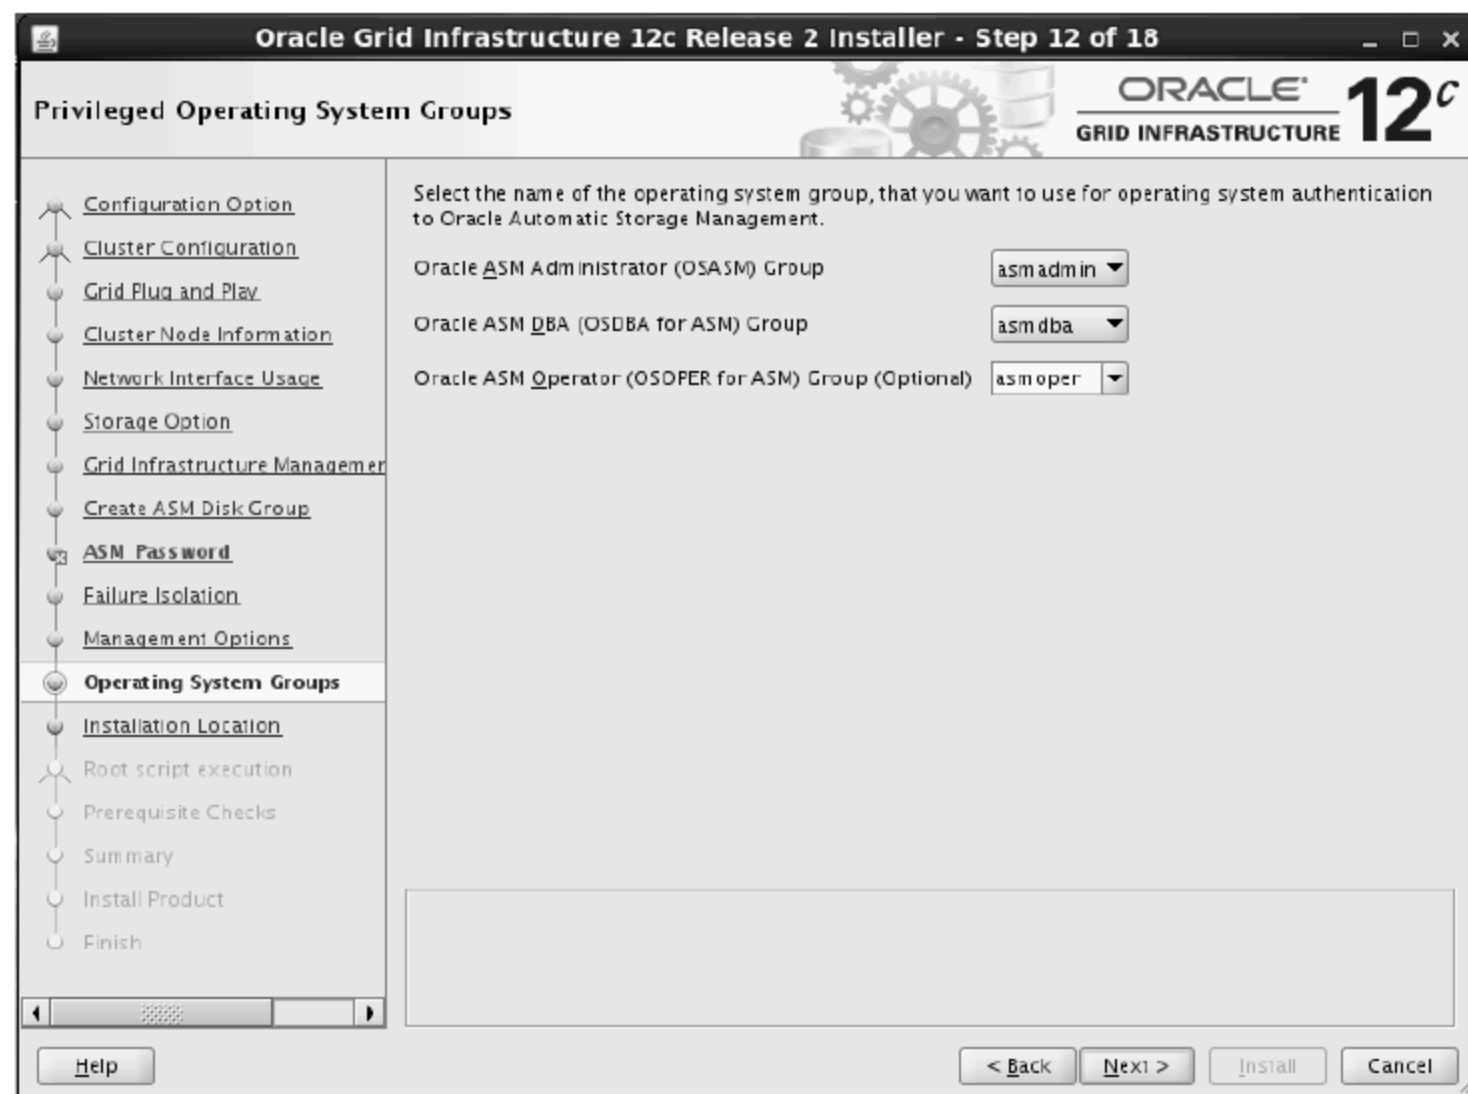 Oracle Grid Infrastructure 12c Release 2 Installer - Step 12 of 18
Privileged Operating System Groups
ORACLE
GRID INFRASTRUCTURE
12c
Configuration Option
Cluster Configuration
Grid Plug and Play
Cluster Node Information
Network Interface Usage
Storage Option
Grid Infrastructure Managemer
Create ASM Disk Group
ASM Password
Failure Isolation
Management Options
Operating System Groups
Installation Location
Root script execution
Prerequisite Checks
Summary
Install Product
Finish
Select the name of the operating system group, that you want to use for operating system authentication
to Oracle Automatic Storage Management.
Oracle ASM Administrator (OSASM) Group asmadmin
Oracle ASM DBA (OSDBA for ASM) Group asmdba
Oracle ASM Operator (OSOPER for ASM) Group (Optional) asmoper
Help
< Back
Next >
Install
Cancel